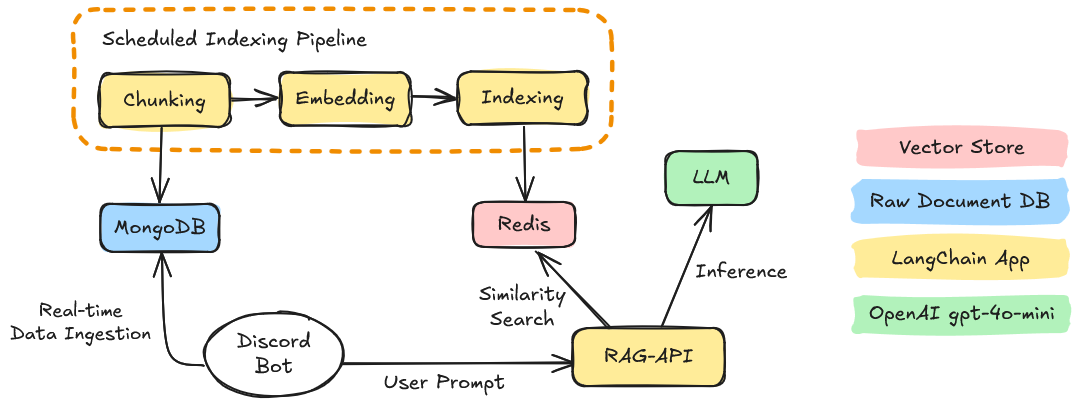 Scheduled Indexing Pipeline
Chunking
Embedding
Indexing
MongoDB
Redis
LLM
Real-time
Data Ingestion
Discord
Bot
User Prompt
Similarity
Search
Inference
RAG-API
Vector Store
Raw Document DB
LangChain App
OpenAI gpt-4o-mini